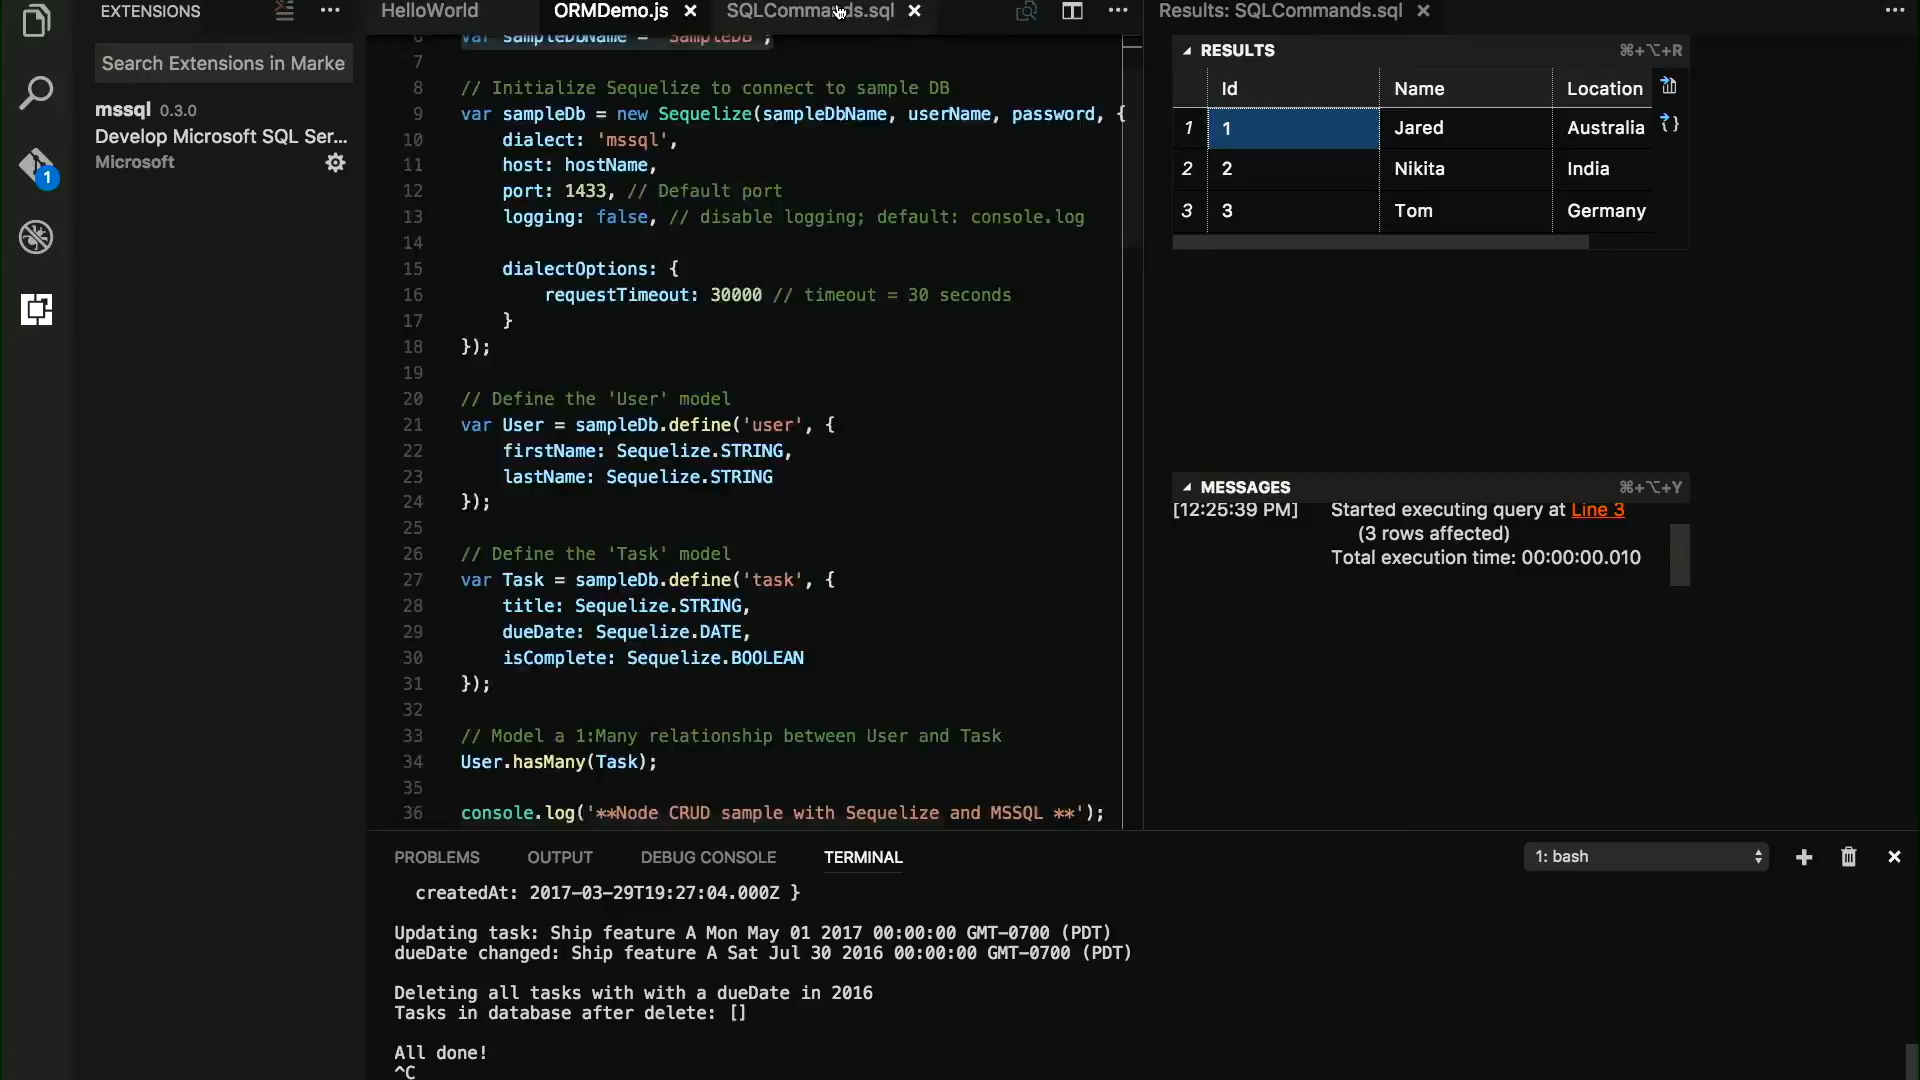 EXTENSIONS
Search Extensions in Marke
mssql 0.3.0
Develop Microsoft SQL Ser...
Microsoft
1
HelloWorld
ORMDemo.js
SQLCommands.sql
6 var sampleDbName = 'SampleDB';
7
8 // Initialize Sequelize to connect to sample DB
9 var sampleDb = new Sequelize(sampleDbName, userName, password, {
10 dialect: 'mssql',
11 host: hostName,
12 port: 1433, // Default port
13 logging: false, // disable logging; default: console.log
14
15 dialectOptions: {
16 requestTimeout: 30000 // timeout = 30 seconds
17 }
18 });
19
20 // Define the 'User' model
21 var User = sampleDb.define('user', {
22 firstName: Sequelize.STRING,
23 lastName: Sequelize.STRING
24 });
25
26 // Define the 'Task' model
27 var Task = sampleDb.define('task', {
28 title: Sequelize.STRING,
29 dueDate: Sequelize.DATE,
30 isComplete: Sequelize.BOOLEAN
31 });
32
33 // Model a 1:Many relationship between User and Task
34 User.hasMany(Task);
35
36 console.log('**Node CRUD sample with Sequelize and MSSQL **');
Results: SQLCommands.sql
RESULTS ⌘+⌥+R
Id Name Location
1 1 Jared Australia
2 2 Nikita India
3 3 Tom Germany
MESSAGES ⌘+⌥+Y
[12:25:39 PM] Started executing query at Line 3
(3 rows affected)
Total execution time: 00:00:00.010
PROBLEMS OUTPUT DEBUG CONSOLE TERMINAL 1: bash
createdAt: 2017-03-29T19:27:04.000Z }
Updating task: Ship feature A Mon May 01 2017 00:00:00 GMT-0700 (PDT)
dueDate changed: Ship feature A Sat Jul 30 2016 00:00:00 GMT-0700 (PDT)
Deleting all tasks with with a dueDate in 2016
Tasks in database after delete: []
All done!
^C